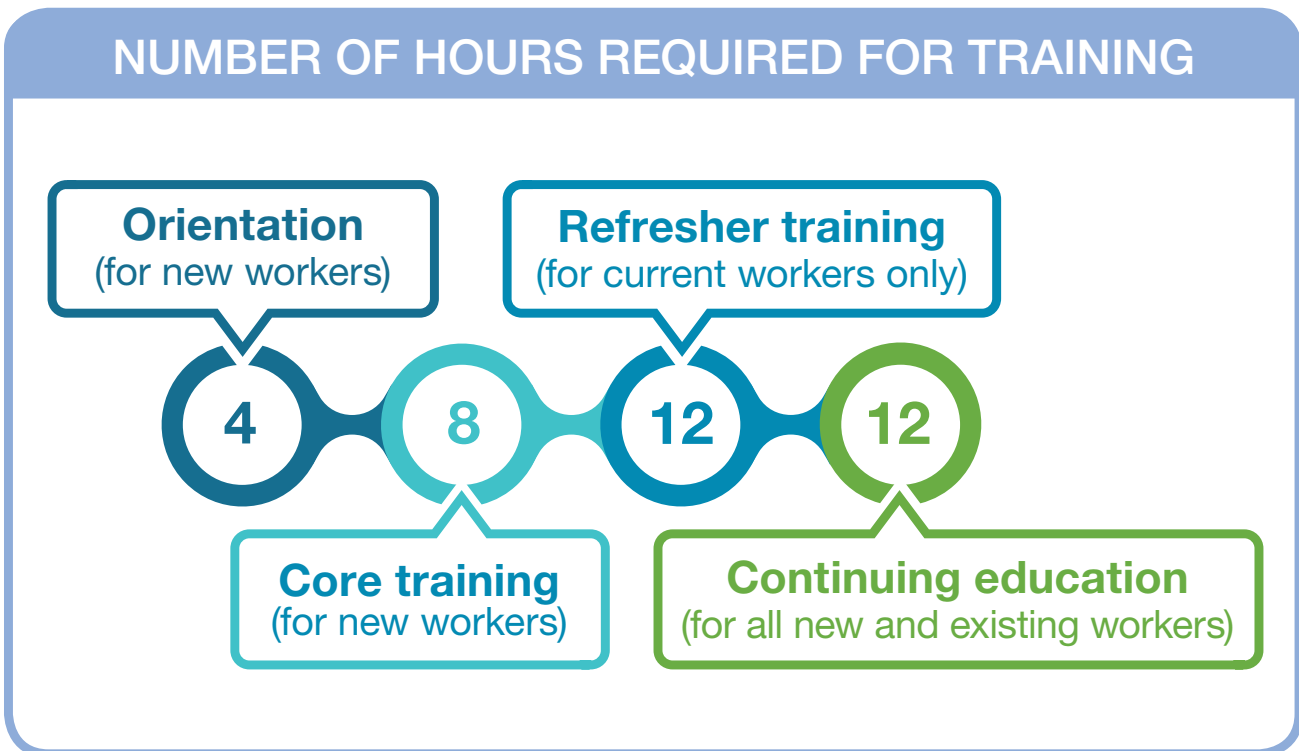 NUMBER OF HOURS REQUIRED FOR TRAINING
Orientation
(for new workers)
Refresher training
(for current workers only)
4
8
12
12
Core training
(for new workers)
Continuing education
(for all new and existing workers)